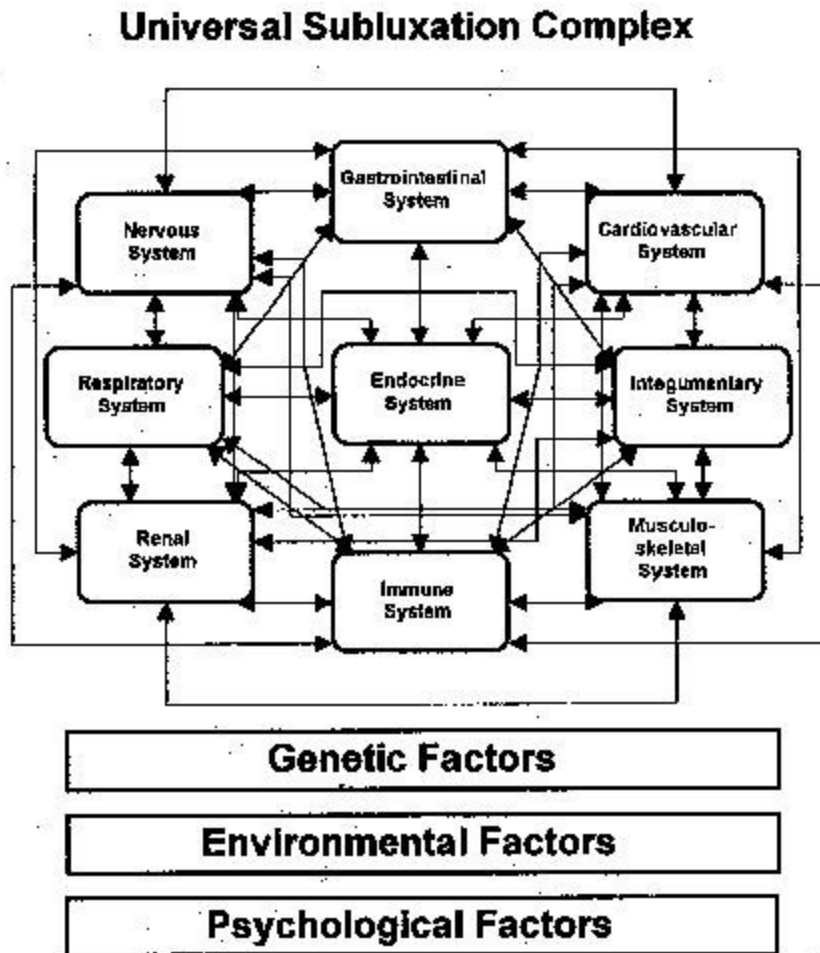 Universal Subluxation Complex
Gastrointestinal
System
Nervous
System
Cardiovascular
System
Respiratory
System
Endocrine
System
Integumentary
System
Renal
System
Immune
System
Musculo-
skeletal
System
Genetic Factors
Environmental Factors
Psychological Factors